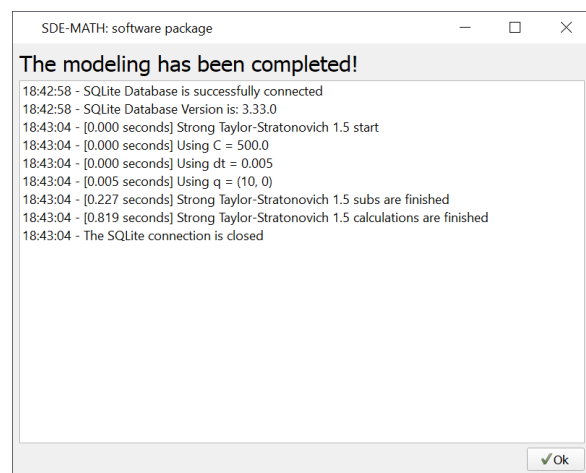 SDE-MATH: software package
The modeling has been completed!
18:42:58 - SQLite Database is successfully connected
18:42:58 - SQLite Database Version is: 3.33.0
18:43:04 - [0.000 seconds] Strong Taylor-Stratonovich 1.5 start
18:43:04 - [0.000 seconds] Using C = 500.0
18:43:04 - [0.000 seconds] Using dt = 0.005
18:43:04 - [0.005 seconds] Using q = (10, 0)
18:43:04 - [0.227 seconds] Strong Taylor-Stratonovich 1.5 subs are finished
18:43:04 - [0.819 seconds] Strong Taylor-Stratonovich 1.5 calculations are finished
18:43:04 - The SQLite connection is closed
Ok